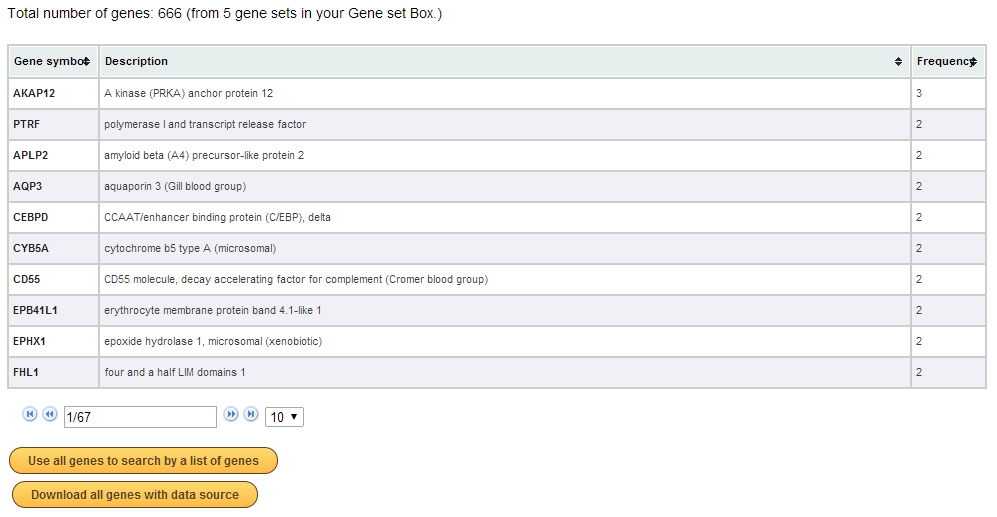 Total number of genes: 666 (from 5 gene sets in your Gene set Box.)
Gene symbol Description Frequency
AKAP12 A kinase (PRKA) anchor protein 12 3
PTRF polymerase I and transcript release factor 2
APLP2 amyloid beta (A4) precursor-like protein 2 2
AQP3 aquaporin 3 (Gill blood group) 2
CEBPD CCAAT/enhancer binding protein (C/EBP), delta 2
CYB5A cytochrome b5 type A (microsomal) 2
CD55 CD55 molecule, decay accelerating factor for complement (Cromer blood group) 2
EPB41L1 erythrocyte membrane protein band 4.1-like 1 2
EPHX1 epoxide hydrolase 1, microsomal (xenobiotic) 2
FHL1 four and a half LIM domains 1 2
1/67 10
Use all genes to search by a list of genes
Download all genes with data source